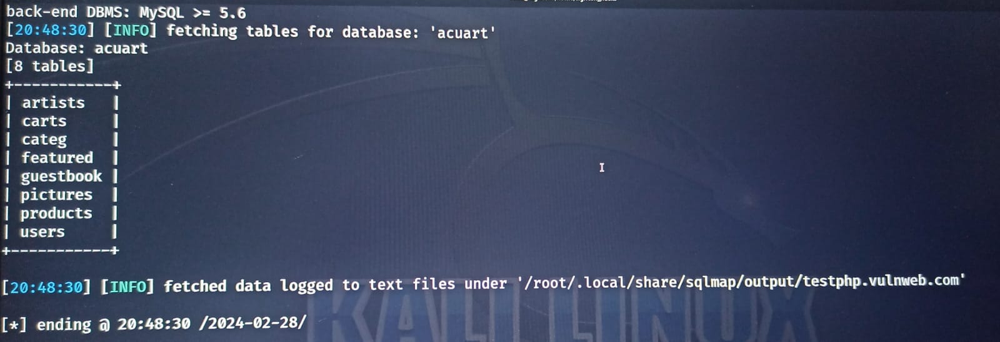 back-end DBMS: MySQL >= 5.6
[20:48:30] [INFO] fetching tables for database: 'acuart'
Database: acuart
[8 tables]
+-----------+
| artists   |
| carts     |
| categ     |
| featured  |
| guestbook |
| pictures  |
| products  |
| users     |
+-----------+
[20:48:30] [INFO] fetched data logged to text files under '/root/.local/share/sqlmap/output/testphp.vulnweb.com'
[*] ending @ 20:48:30 /2024-02-28/
KALI LINUX